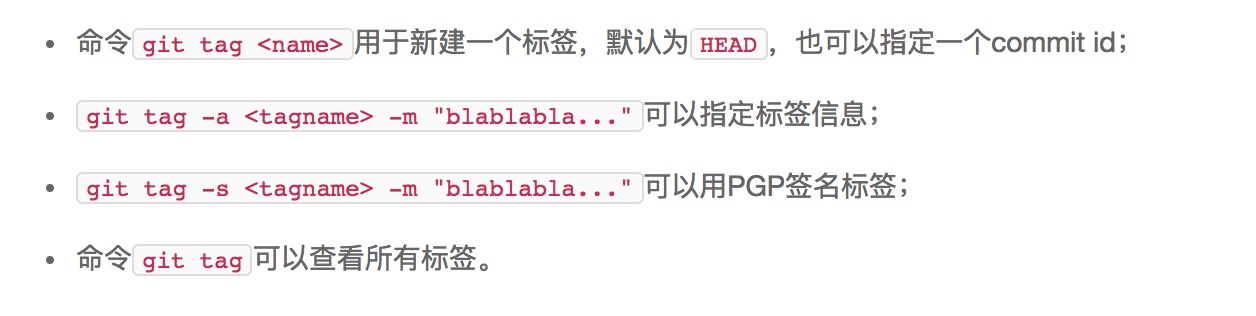 命令git tag <name>用于新建一个标签，默认为HEAD，也可以指定一个commit id；
git tag -a <tagname> -m "blablabla..."可以指定标签信息；
git tag -s <tagname> -m "blablabla..."可以用PGP签名标签；
命令git tag可以查看所有标签。